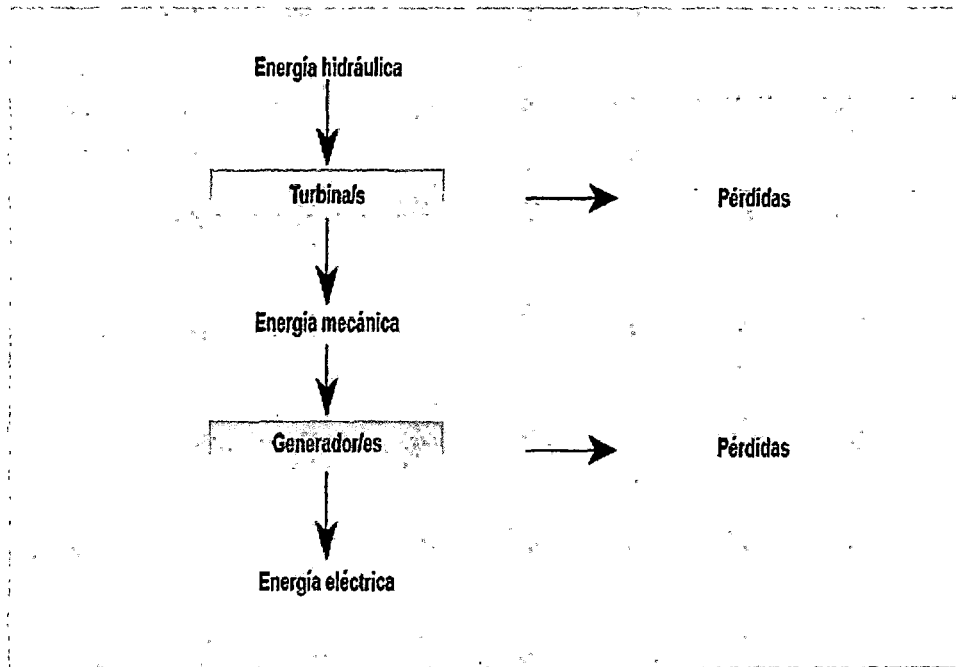 Energía hidráulica
Turbina/s
Pérdidas
Energía mecánica
Generador/es
Pérdidas
Energía eléctrica